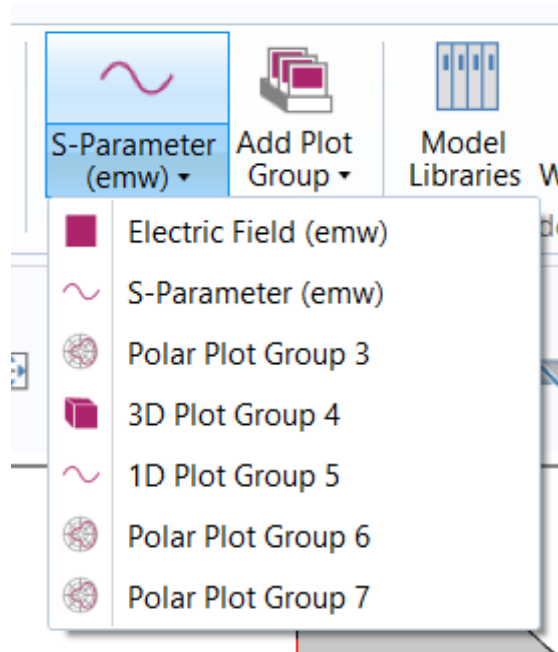 S-Parameter
(emw)
Add Plot
Group
Model
Libraries
W
Electric Field (emw)
S-Parameter (emw)
Polar Plot Group 3
3D Plot Group 4
1D Plot Group 5
Polar Plot Group 6
Polar Plot Group 7